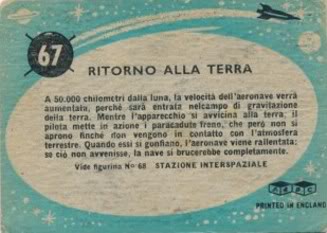 67
RITORNO ALLA TERRA
A 50.000 chilometri dalla luna, la velocità dell'aeronave verrà
aumentata, perchè sarà entrata nelcampo di gravitazione
della terra. Mentre l'apparecchio si avvicina alla terra; il
pilota mette in azione i paracadute freno, che però non si
aprono finchè non vengono in contatto con l'atmosfera
terrestre. Quando essi si gonfiano, l'aeronave viene rallentata;
se ciò non avvenisse, la nave si brucerebbe completamente.
Vide figurina No 68 STAZIONE INTERSPAZIALE
PRINTED IN ENGLAND